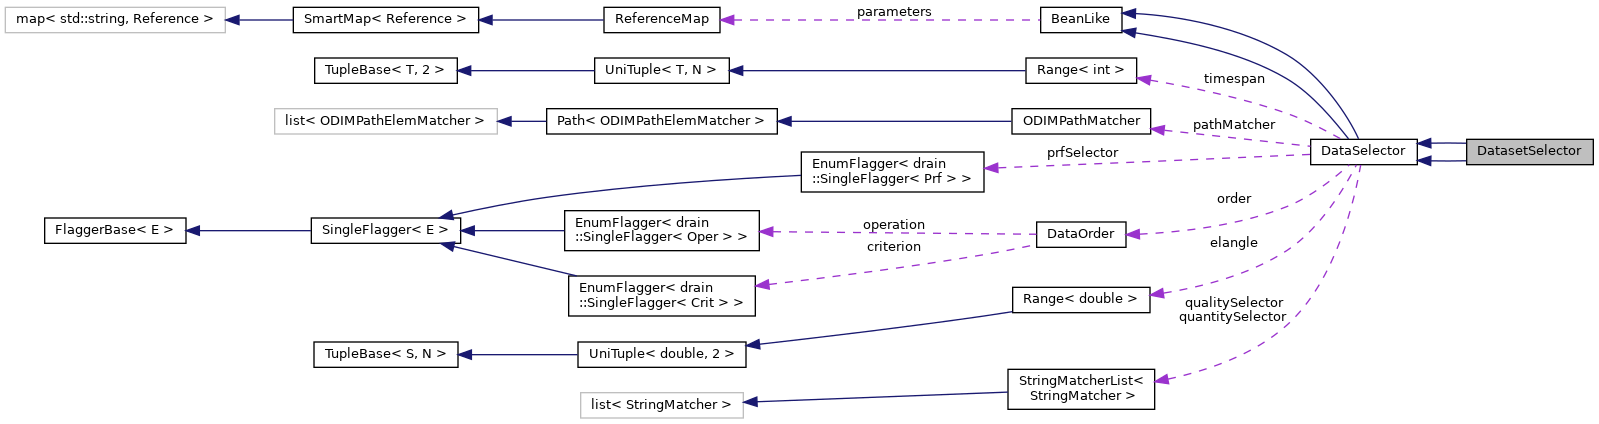 map< std::string, Reference >
SmartMap< Reference >
ReferenceMap
parameters
BeanLike
TupleBase< T, 2 >
UniTuple< T, N >
Range< int >
timespan
list< ODIMPathElemMatcher >
Path< ODIMPathElemMatcher >
ODIMPathMatcher
pathMatcher
DataSelector
DatasetSelector
EnumFlagger< drain
::SingleFlagger< Prf > >
prfSelector
order
FlaggerBase< E >
SingleFlagger< E >
EnumFlagger< drain
::SingleFlagger< Oper > >
operation
criterion
DataOrder
elangle
EnumFlagger< drain
::SingleFlagger< Crit > >
Range< double >
qualitySelector
quantitySelector
TupleBase< S, N >
UniTuple< double, 2 >
StringMatcherList<
StringMatcher >
list< StringMatcher >